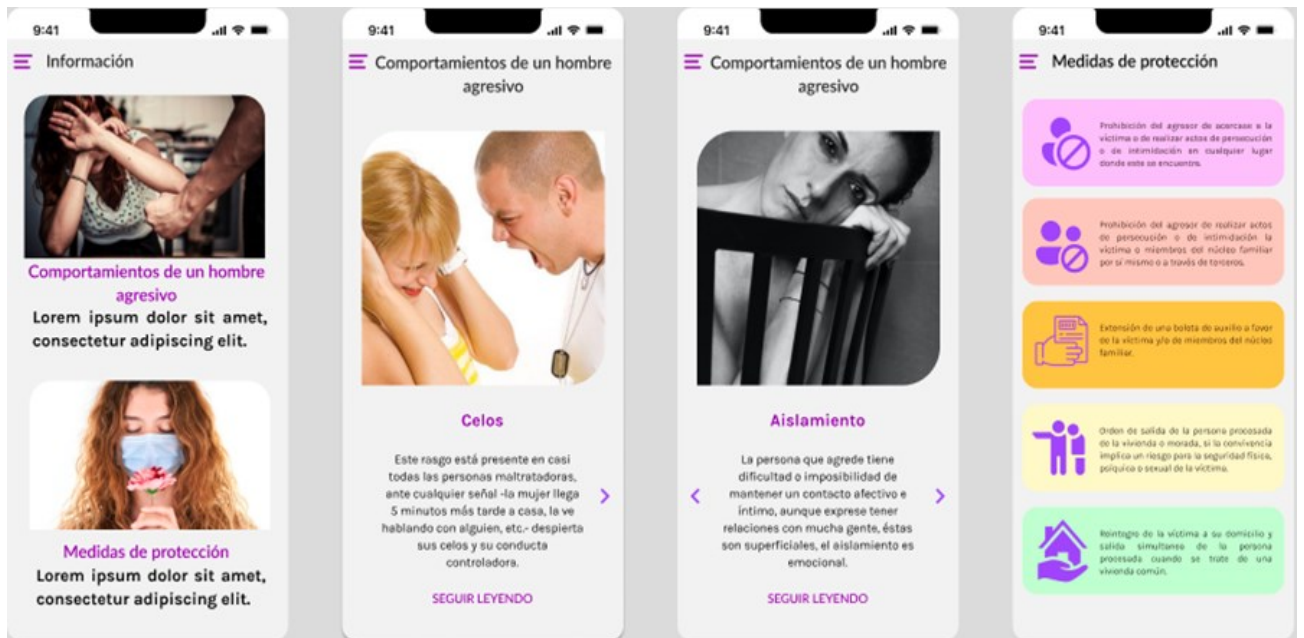 9:41
Información
Comportamientos de un hombre
agresivo
Lorem ipsum dolor sit amet,
consectetur adipiscing elit.
Medidas de protección
Lorem ipsum dolor sit amet,
consectetur adipiscing elit.
9:41
Comportamientos de un hombre
agresivo
Celos
Este rasgo está presente en casi
todas las personas maltratadoras,
ante cualquier señal -la mujer llega
5 minutos más tarde a casa, la ve
hablando con alguien, etc.- despierta
sus celos y su conducta
controladora.
SEGUIR LEYENDO
9:41
Comportamientos de un hombre
agresivo
Aislamiento
La persona que agrede tiene
dificultad o imposibilidad de
mantener un contacto afectivo e
íntimo, aunque exprese tener
relaciones con mucha gente, éstas
son superficiales, el aislamiento es
emocional.
SEGUIR LEYENDO
9:41
Medidas de protección
Prohibición del agresor de acercase a la
víctima o de realizar actos de persecución
o de intimidación en cualquier lugar
donde este se encuentre.
Prohibición del agresor de realizar actos
de persecución o de intimidación la
víctima o miembros del núcleo familiar
por sí mismo o a través de terceros.
Extensión de una boleta de auxilio a favor
de la víctima y/o de miembros del núcleo
familiar.
Orden de salida de la persona procesada
de la vivienda o morada, si la convivencia
implica un riesgo para la seguridad física,
psíquica o sexual de la víctima.
Reintegro de la víctima a su domicilio y
salida simultanea de la persona
procesada cuando se trate de una
vivienda común.